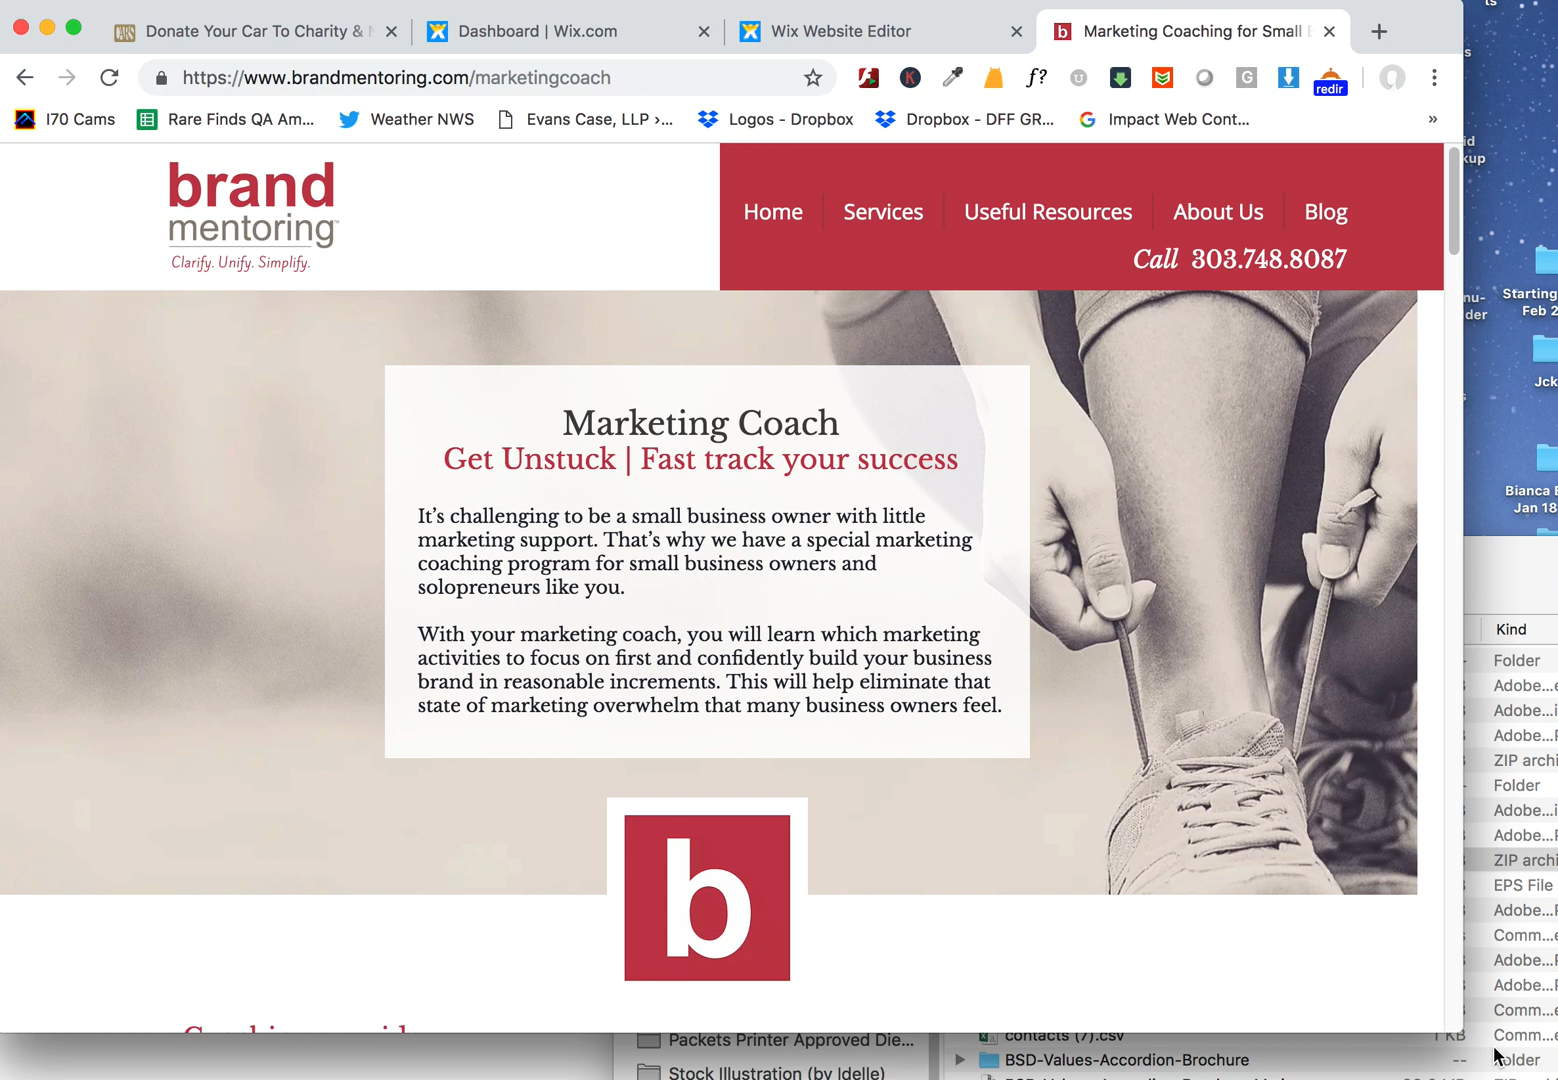 Donate Your Car To Charity &
Dashboard | Wix.com
Wix Website Editor
Marketing Coaching for Small
https://www.brandmentoring.com/marketingcoach
f?
redir
I70 Cams
Rare Finds QA Am...
Weather NWS
Evans Case, LLP ›...
Logos - Dropbox
Dropbox - DFF GR...
Impact Web Cont...
»
brand
mentoring™
Clarify. Unify. Simplify.
Home
Services
Useful Resources
About Us
Blog
Call 303.748.8087
Marketing Coach
Get Unstuck | Fast track your success
It’s challenging to be a small business owner with little
marketing support. That’s why we have a special marketing
coaching program for small business owners and
solopreneurs like you.
With your marketing coach, you will learn which marketing
activities to focus on first and confidently build your business
brand in reasonable increments. This will help eliminate that
state of marketing overwhelm that many business owners feel.
b
Starting
Feb 2
Jck
Bianca
Jan 18
Kind
Folder
Adobe...
Adobe...i
Adobe...
ZIP archi
Folder
Adobe...i
Adobe...
ZIP archi
EPS File
Adobe...
Comm...
Adobe...
Adobe...
Comm...
contacts (7).csv
1 KB
Comm...
Packets Printer Approved Die...
BSD-Values-Accordion-Brochure
--
Stock Illustration (by Idelle)